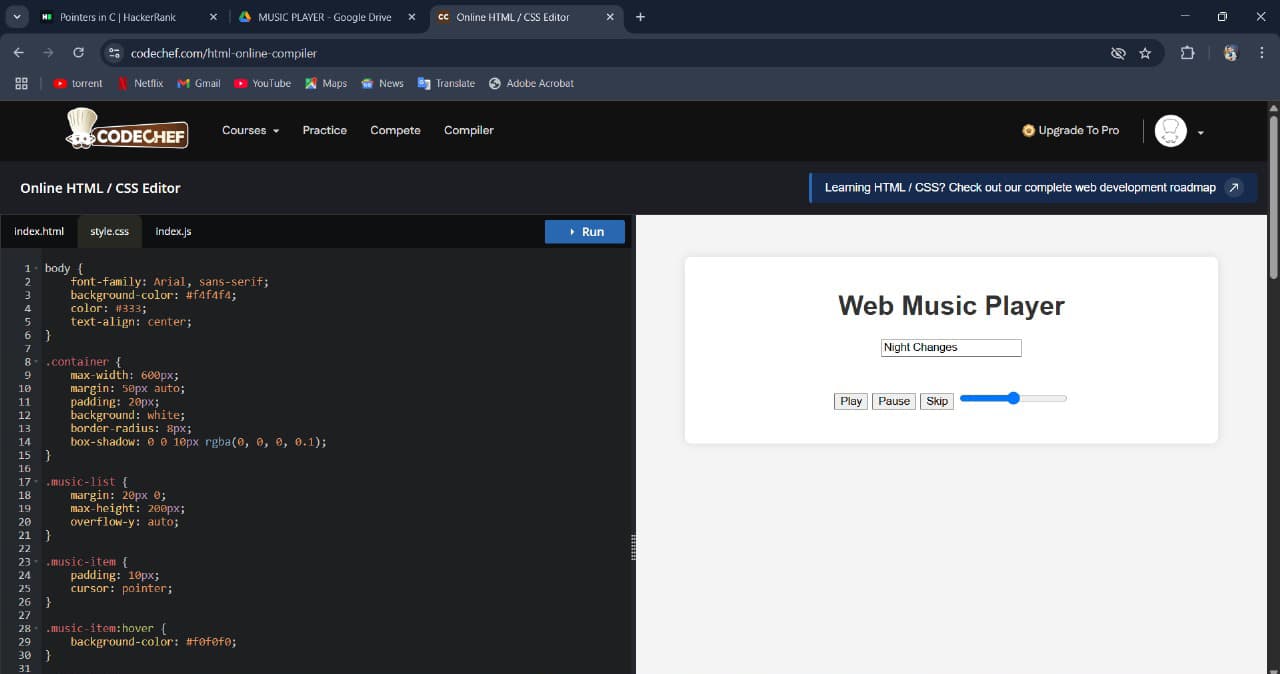 Pointers in C | HackerRank
MUSIC PLAYER - Google Drive
CC Online HTML / CSS Editor
codechef.com/html-online-compiler
torrent Netflix Gmail YouTube Maps News Translate Adobe Acrobat
CODECHEF Courses Practice Compete Compiler Upgrade To Pro
Online HTML / CSS Editor
Learning HTML / CSS? Check out our complete web development roadmap
index.html style.css index.js Run
1 body {
2 font-family: Arial, sans-serif;
3 background-color: #f4f4f4;
4 color: #333;
5 text-align: center;
6 }
7
8 .container {
9 max-width: 600px;
10 margin: 50px auto;
11 padding: 20px;
12 background: white;
13 border-radius: 8px;
14 box-shadow: 0 0 10px rgba(0, 0, 0, 0.1);
15 }
16
17 .music-list {
18 margin: 20px 0;
19 max-height: 200px;
20 overflow-y: auto;
21 }
22
23 .music-item {
24 padding: 10px;
25 cursor: pointer;
26 }
27
28 .music-item:hover {
29 background-color: #f0f0f0;
30 }
31
Web Music Player
Night Changes
Play Pause Skip